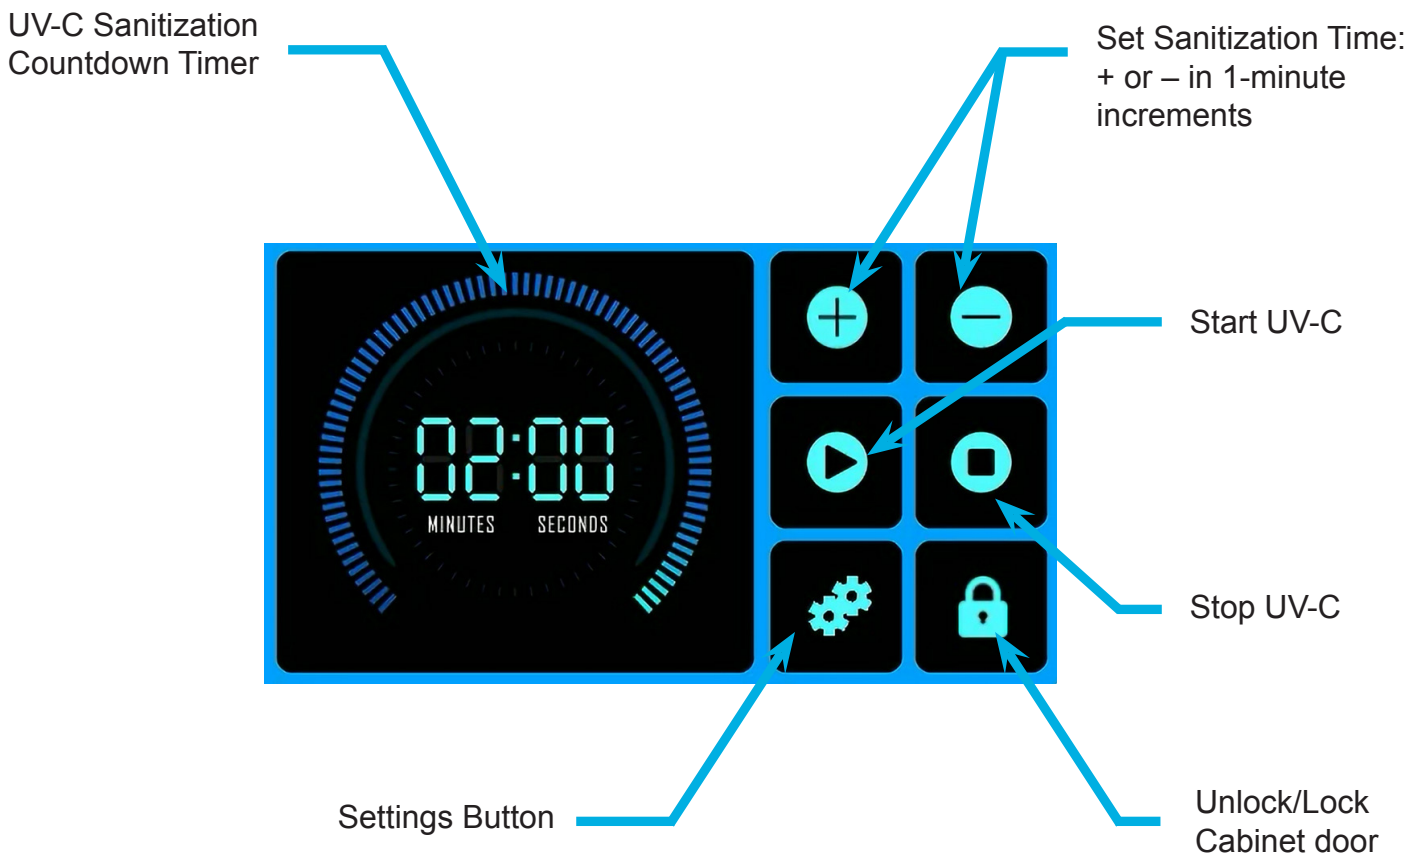 UV-C Sanitization
Countdown Timer
Set Sanitization Time:
+ or – in 1-minute
increments
Start UV-C
02:00
MINUTES SECONDS
Stop UV-C
Settings Button
Unlock/Lock
Cabinet door